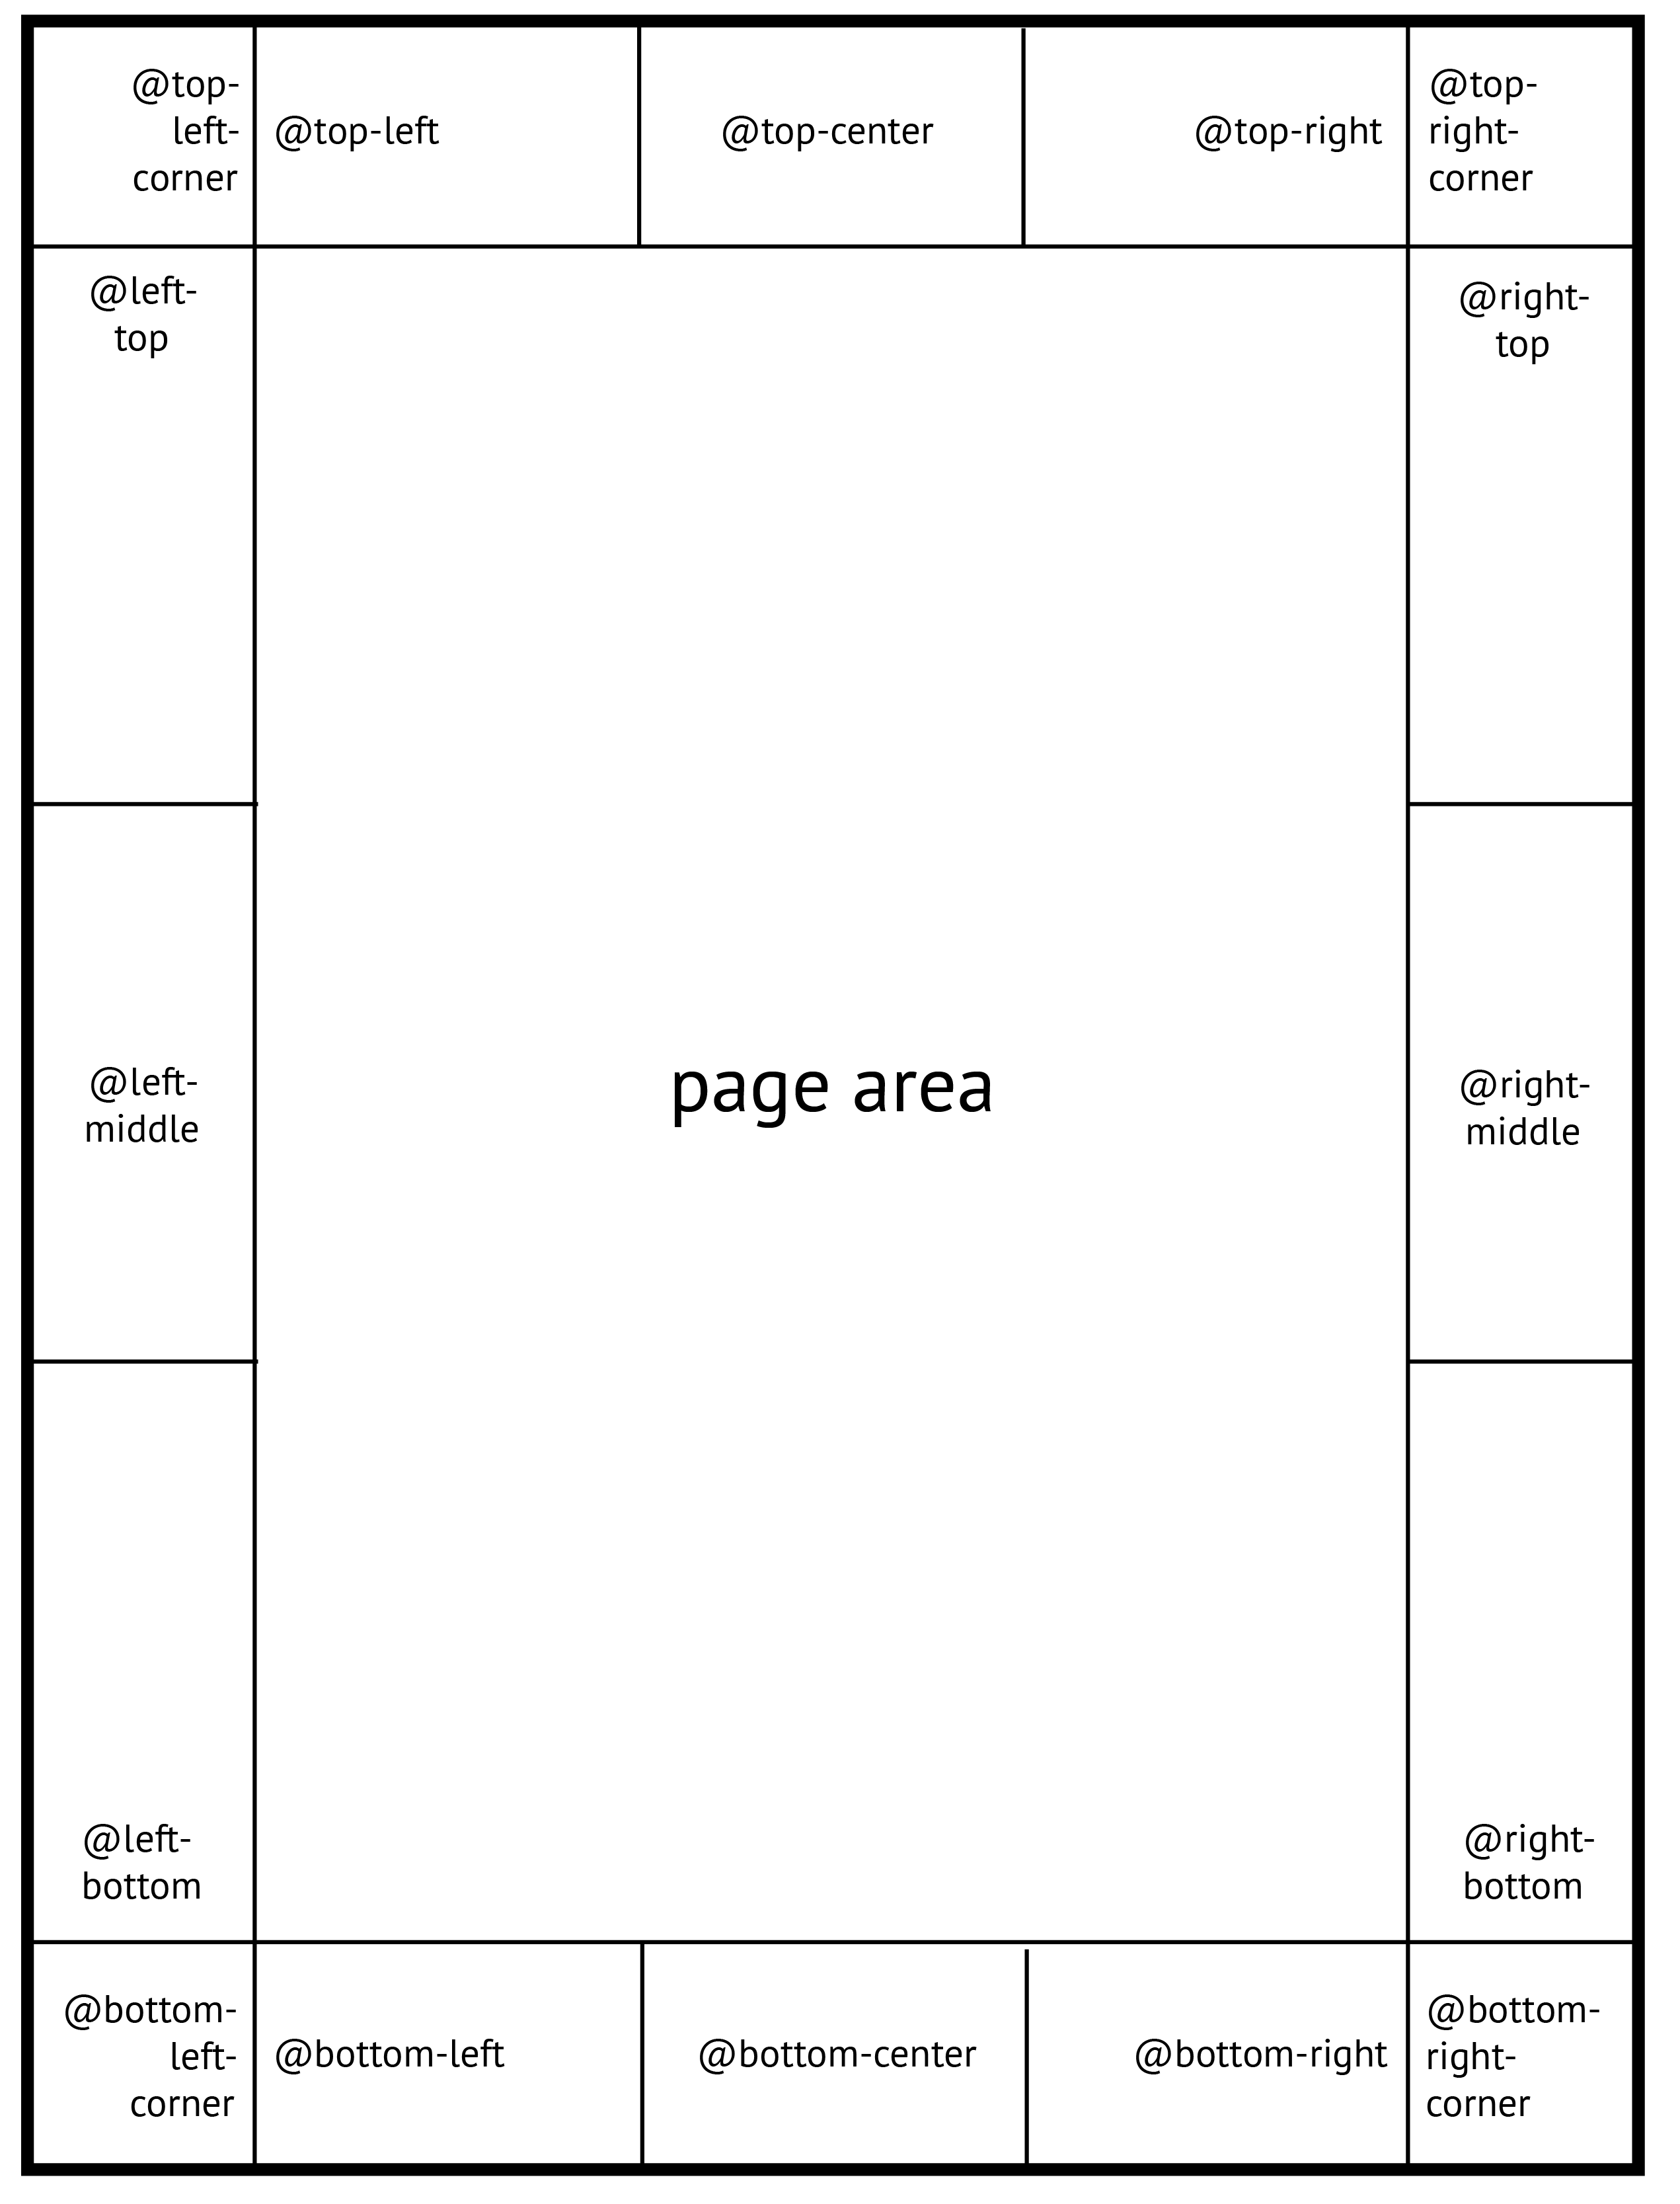 @top-
left-
corner
@top-left
@top-center
@top-right
@top-
right-
corner
@left-
top
@right-
top
@left-
middle
page area
@right-
middle
@left-
bottom
@right-
bottom
@bottom-
left-
corner
@bottom-left
@bottom-center
@bottom-right
@bottom-
right-
corner